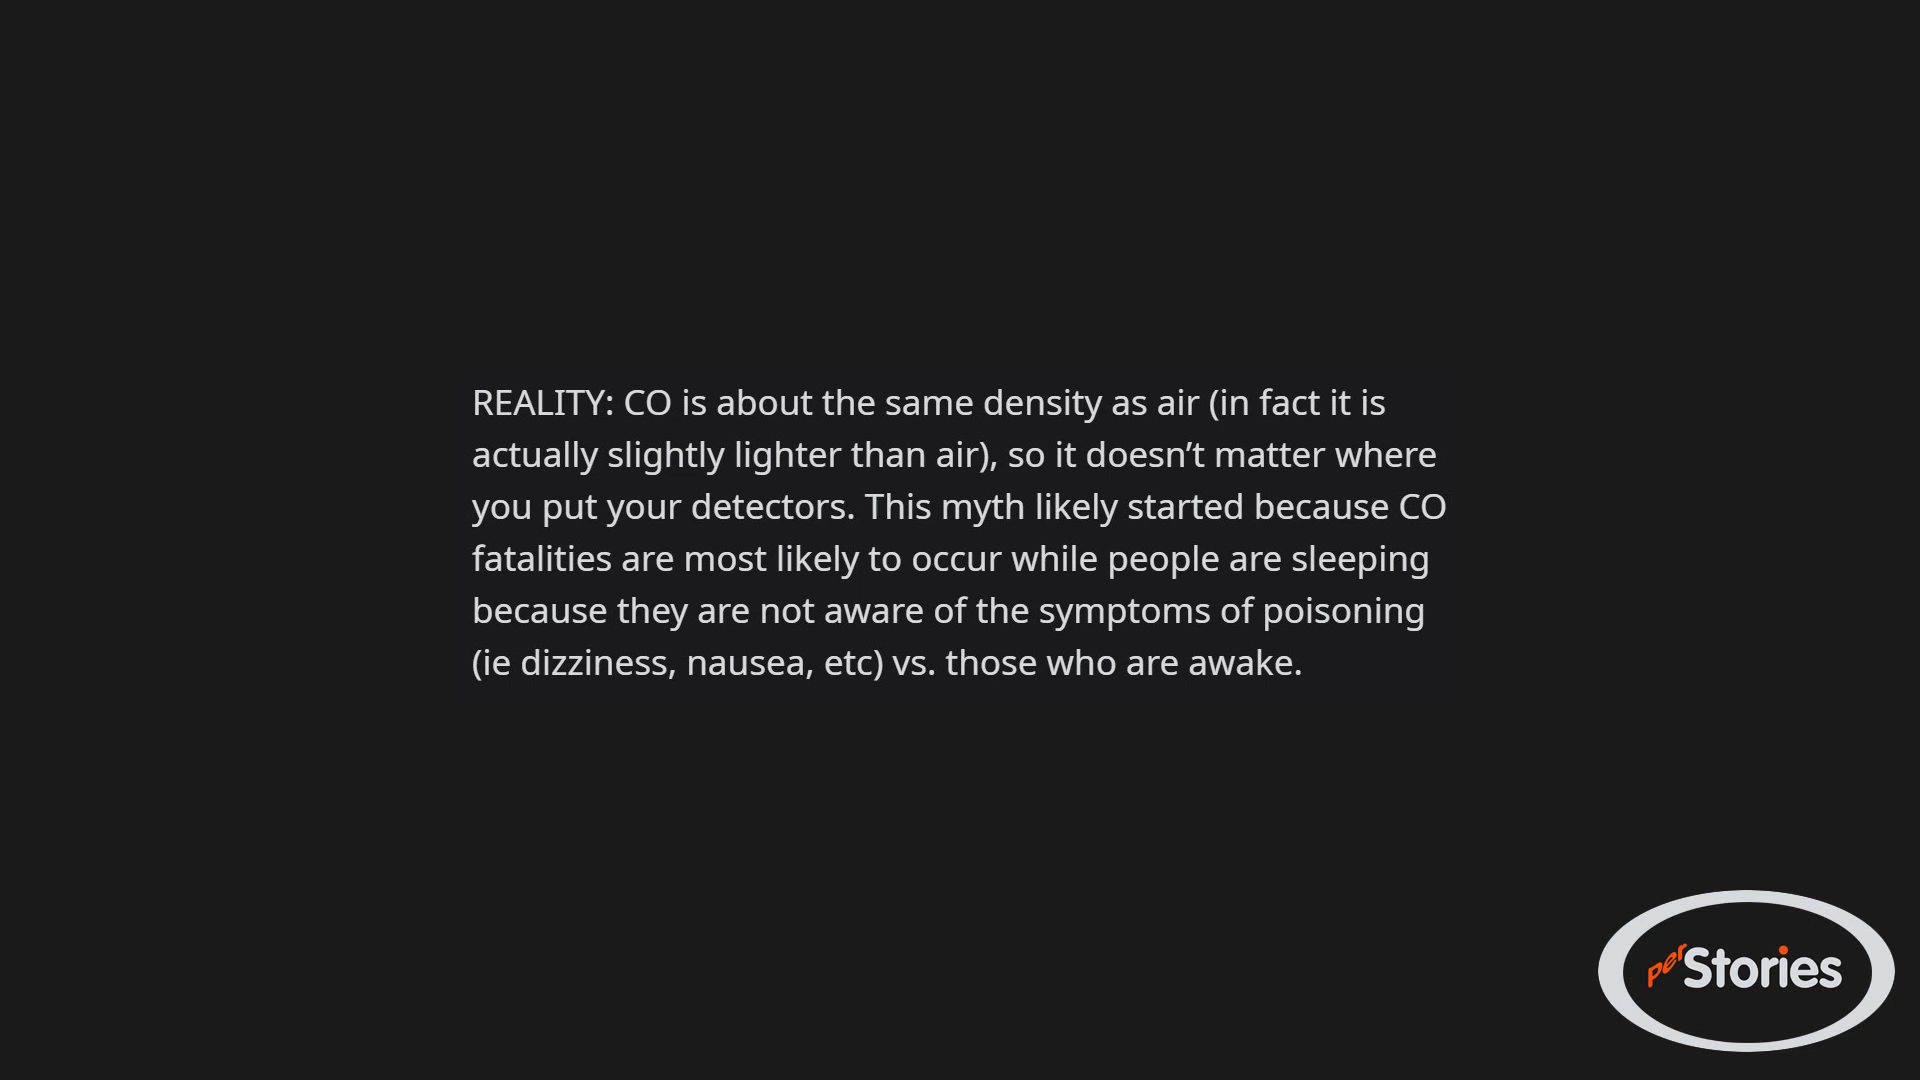 REALITY: CO is about the same density as air (in fact it is
actually slightly lighter than air), so it doesn’t matter where
you put your detectors. This myth likely started because CO
fatalities are most likely to occur while people are sleeping
because they are not aware of the symptoms of poisoning
(ie dizziness, nausea, etc) vs. those who are awake.
perStories